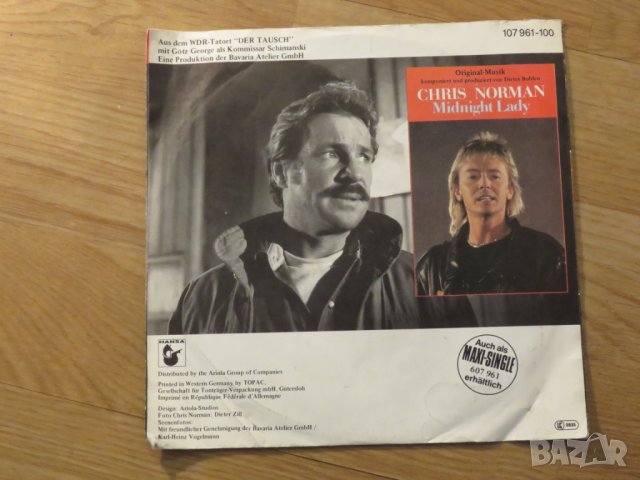 Aus dem WDR-Tatort "DER TAUSCH"
mit Götz George als Kommissar Schimanski
Eine Produktion der Bavaria Atelier GmbH
107 961-100
Original-Musik
komponiert und produziert von Dieter Bohlen
CHRIS NORMAN
Midnight Lady
HANSA
Distributed by the Ariola Group of Companies
Printed in Western Germany by TOPAC,
Gesellschaft für Tonträger-Verpackung mbH, Gütersloh
Imprimé en République Fédérale d'Allemagne
Design: Ariola-Studios
Foto Chris Norman: Dieter Zill
Szenenfotos:
Mit freundlicher Genehmigung der Bavaria Atelier GmbH /
Karl-Heinz Vogelmann
Auch als
MAXI-SINGLE
607 961
erhältlich
bazar.bg